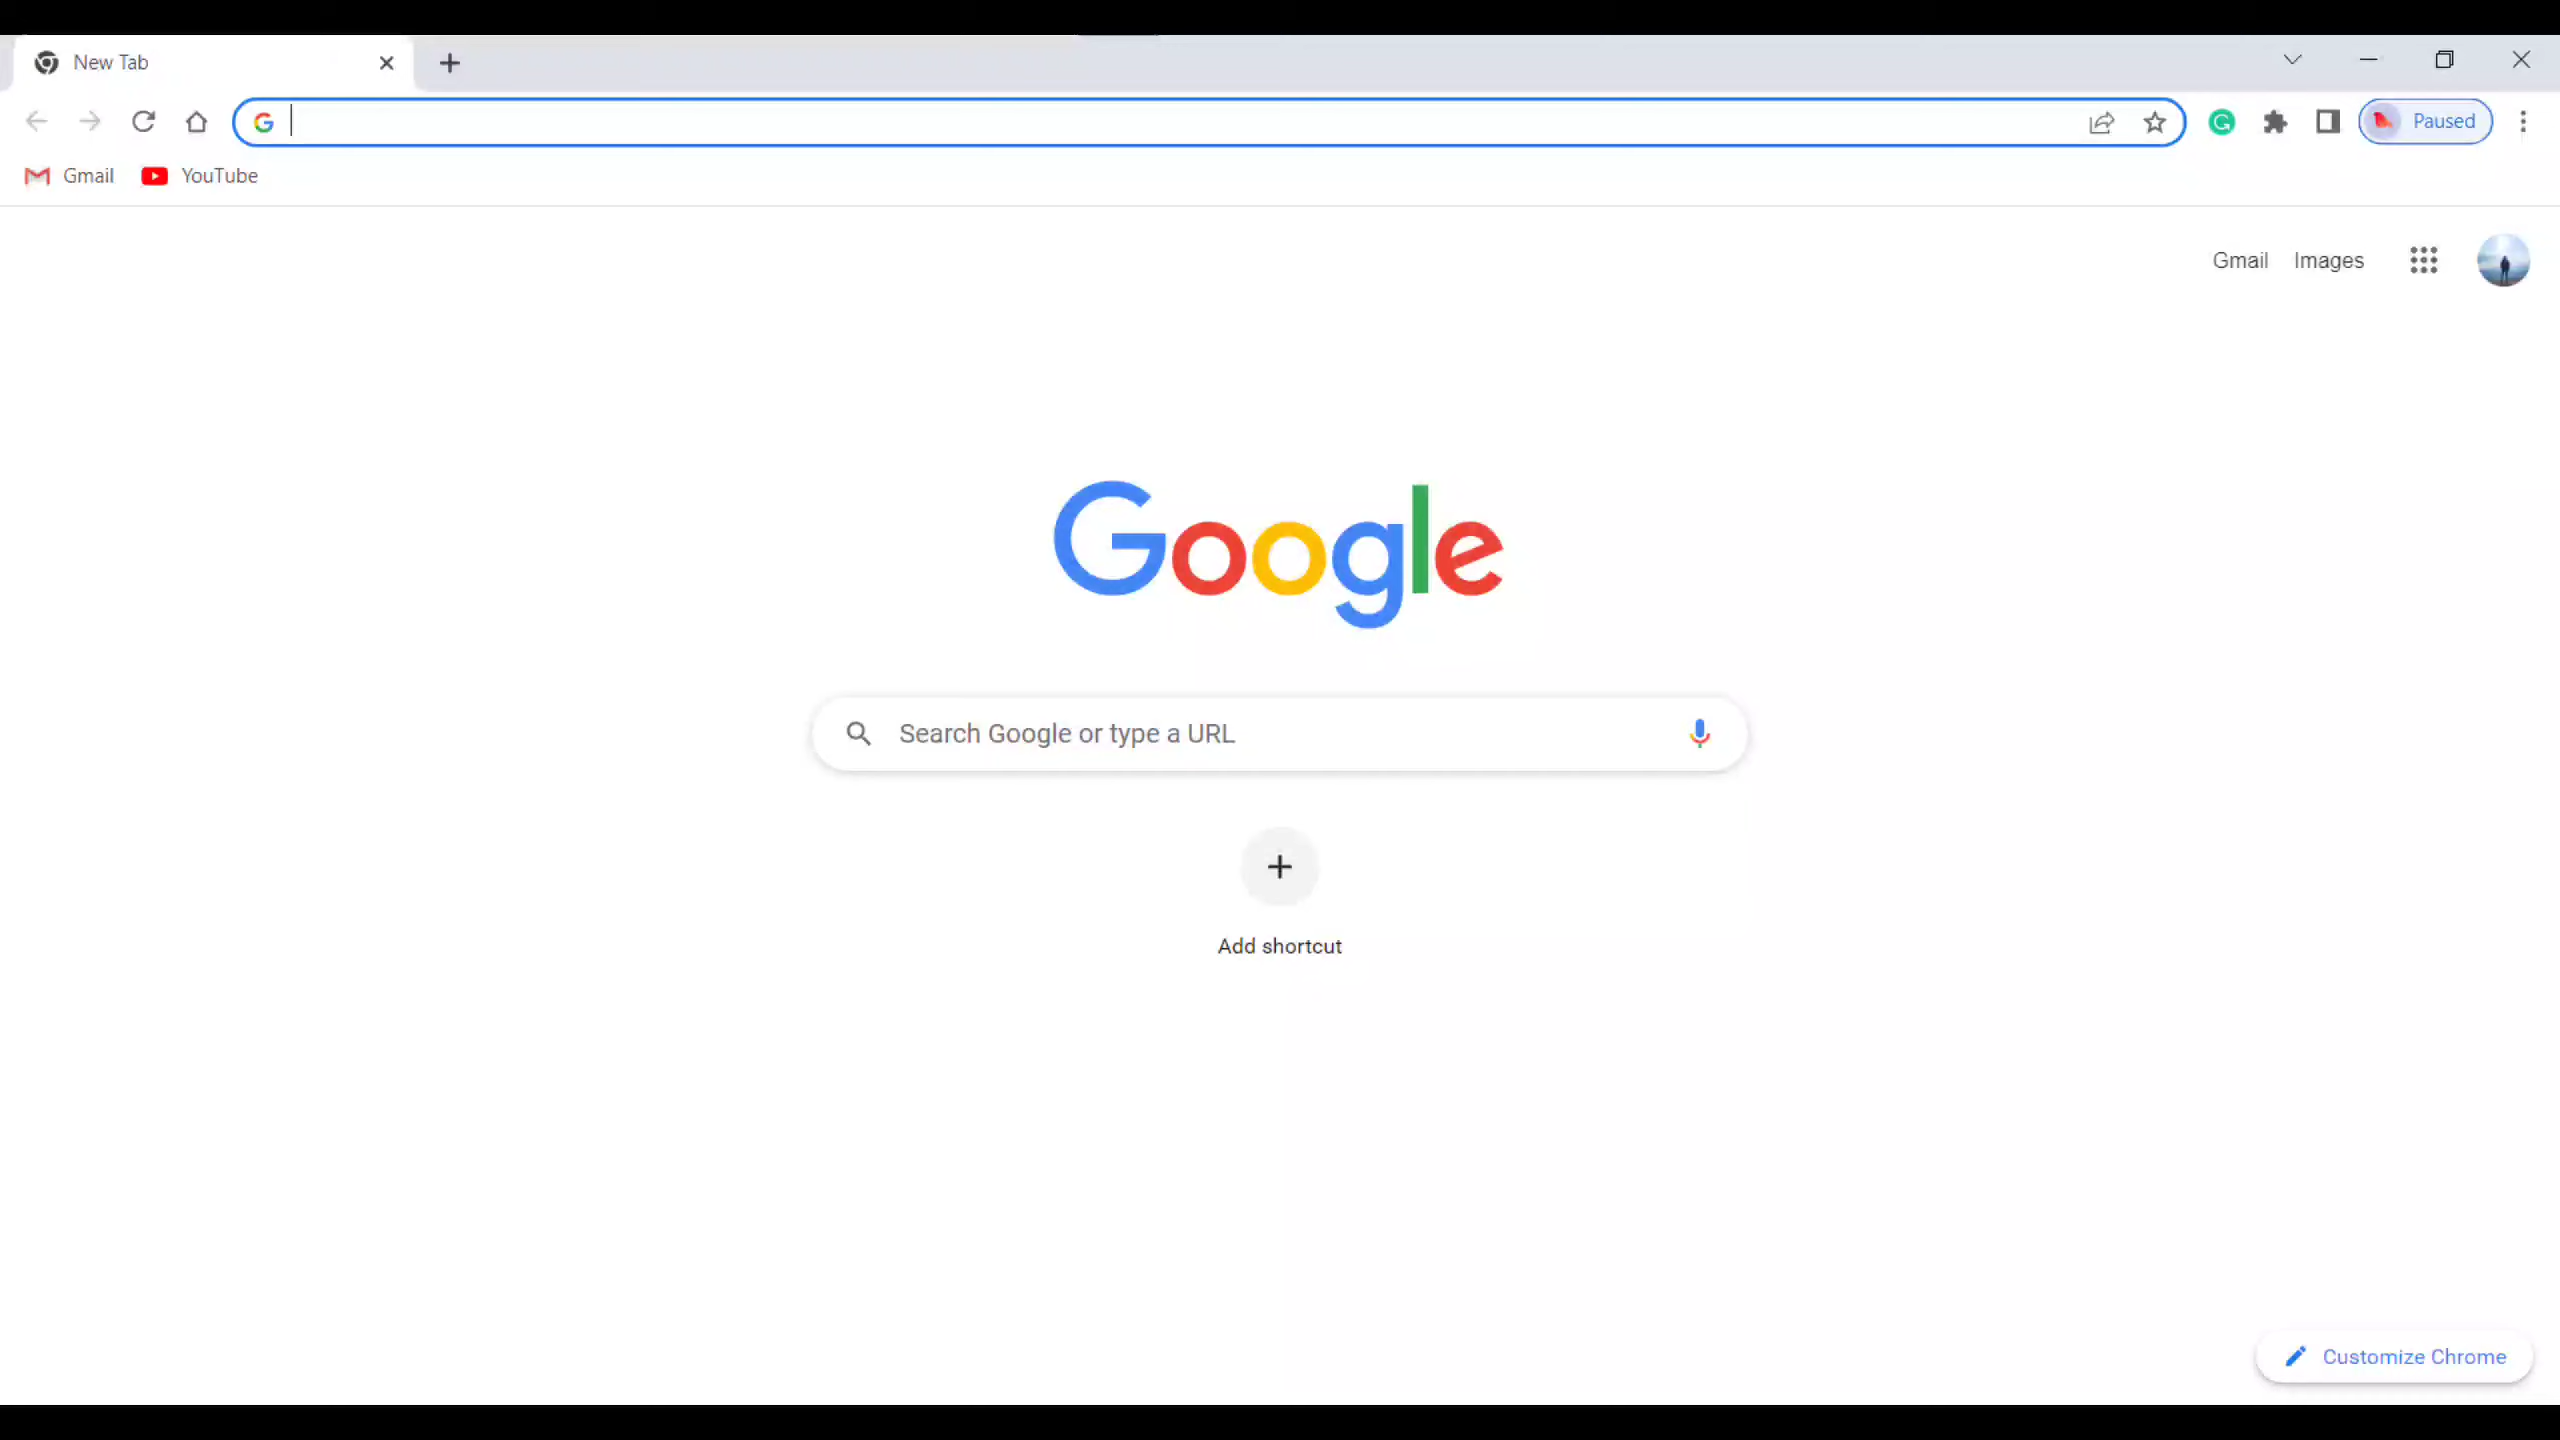 New Tab
Paused
Gmail YouTube
Gmail Images
Google
Search Google or type a URL
Add shortcut
Customize Chrome